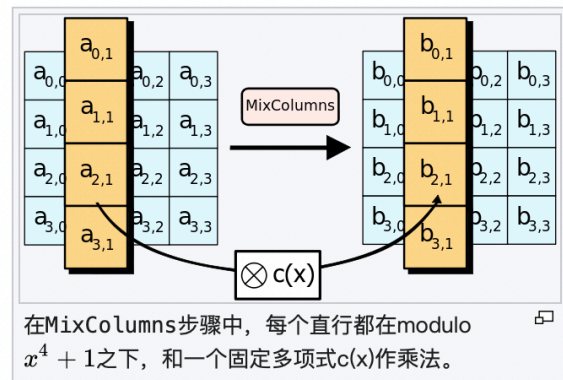 a0,0 a0,1 a0,2 a0,3
a1,0 a1,1 a1,2 a1,3
a2,0 a2,1 a2,2 a2,3
a3,0 a3,1 a3,2 a3,3
MixColumns
b0,0 b0,1 b0,2 b0,3
b1,0 b1,1 b1,2 b1,3
b2,0 b2,1 b2,2 b2,3
b3,0 b3,1 b3,2 b3,3
⊗ c(x)
在MixColumns步骤中，每个直行都在modulo
x⁴ + 1之下，和一个固定多项式c(x)作乘法。